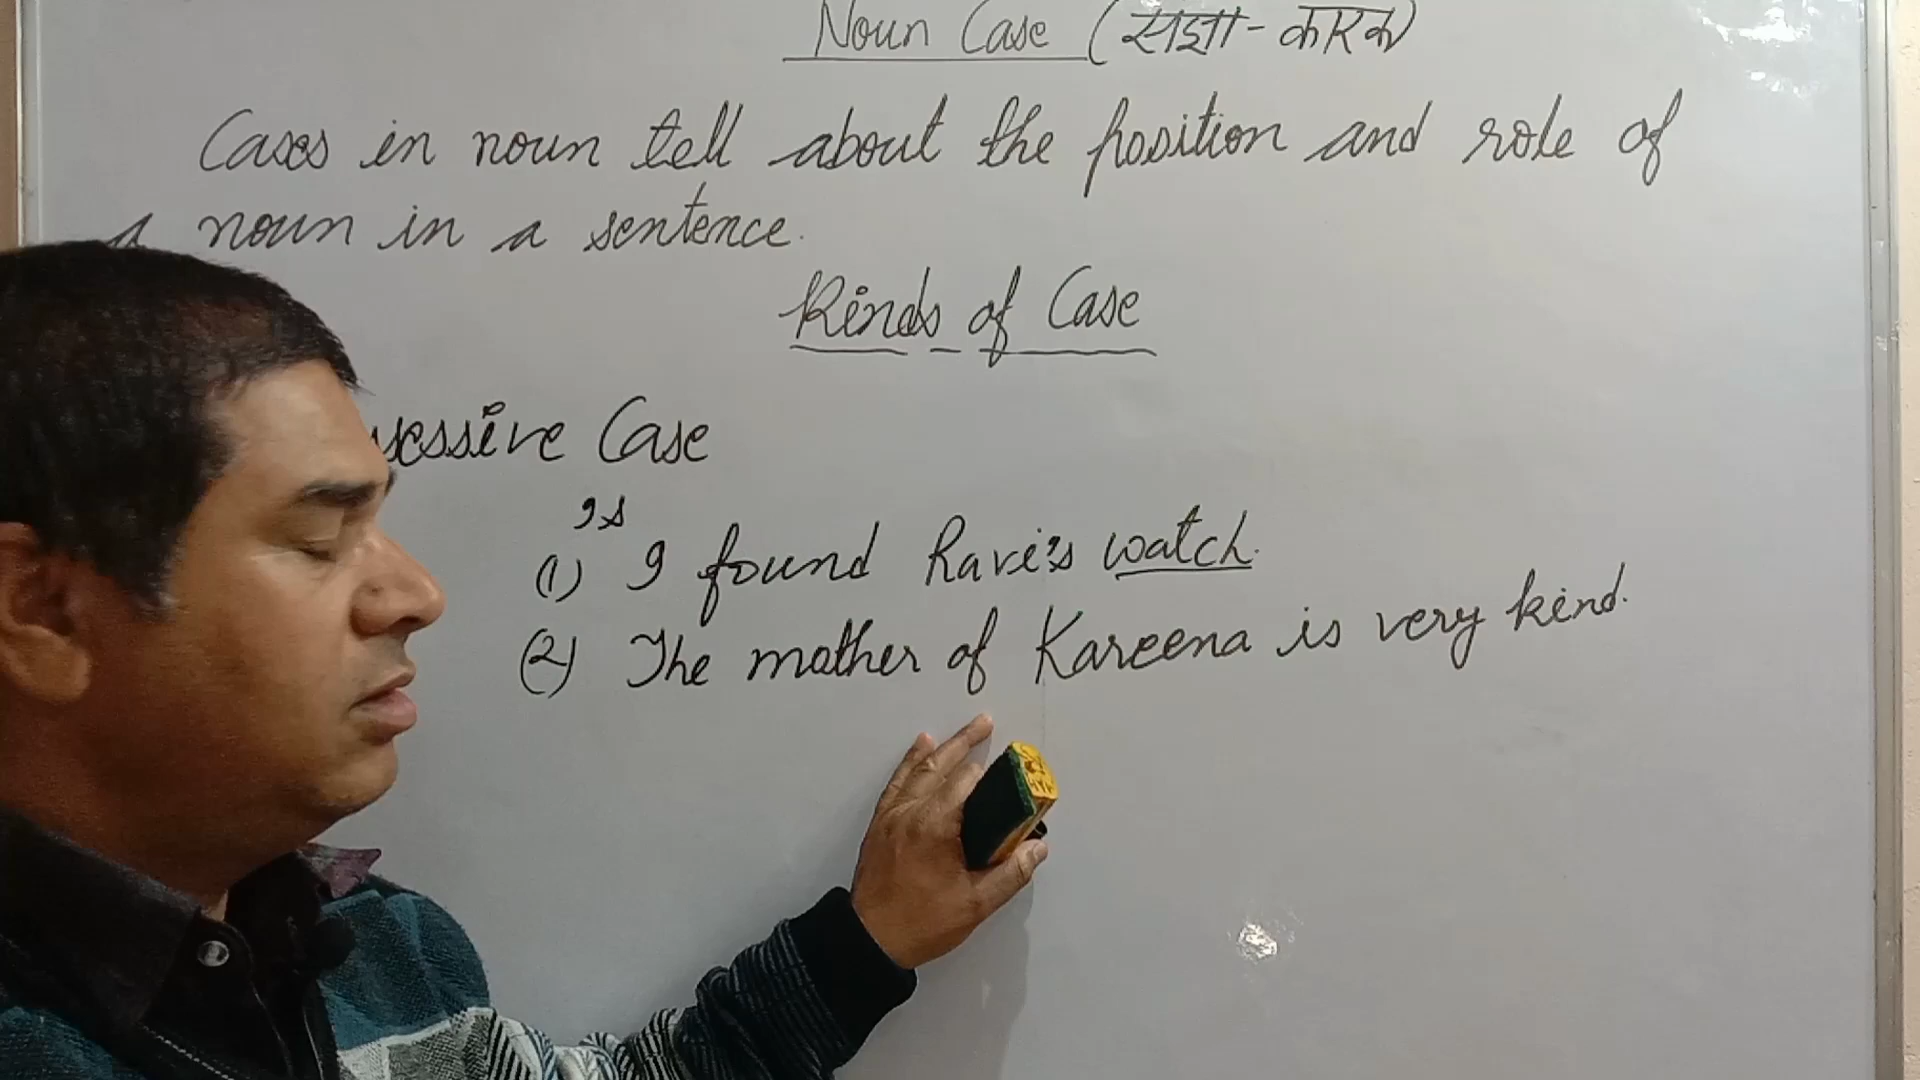 Noun Case (संज्ञा-कारक)
Cases in noun tell about the position and role of
a noun in a sentence.
Kinds of Case
ssessive Case
's
(1) I found Ravi's watch.
(2) The mother of Kareena is very kind.